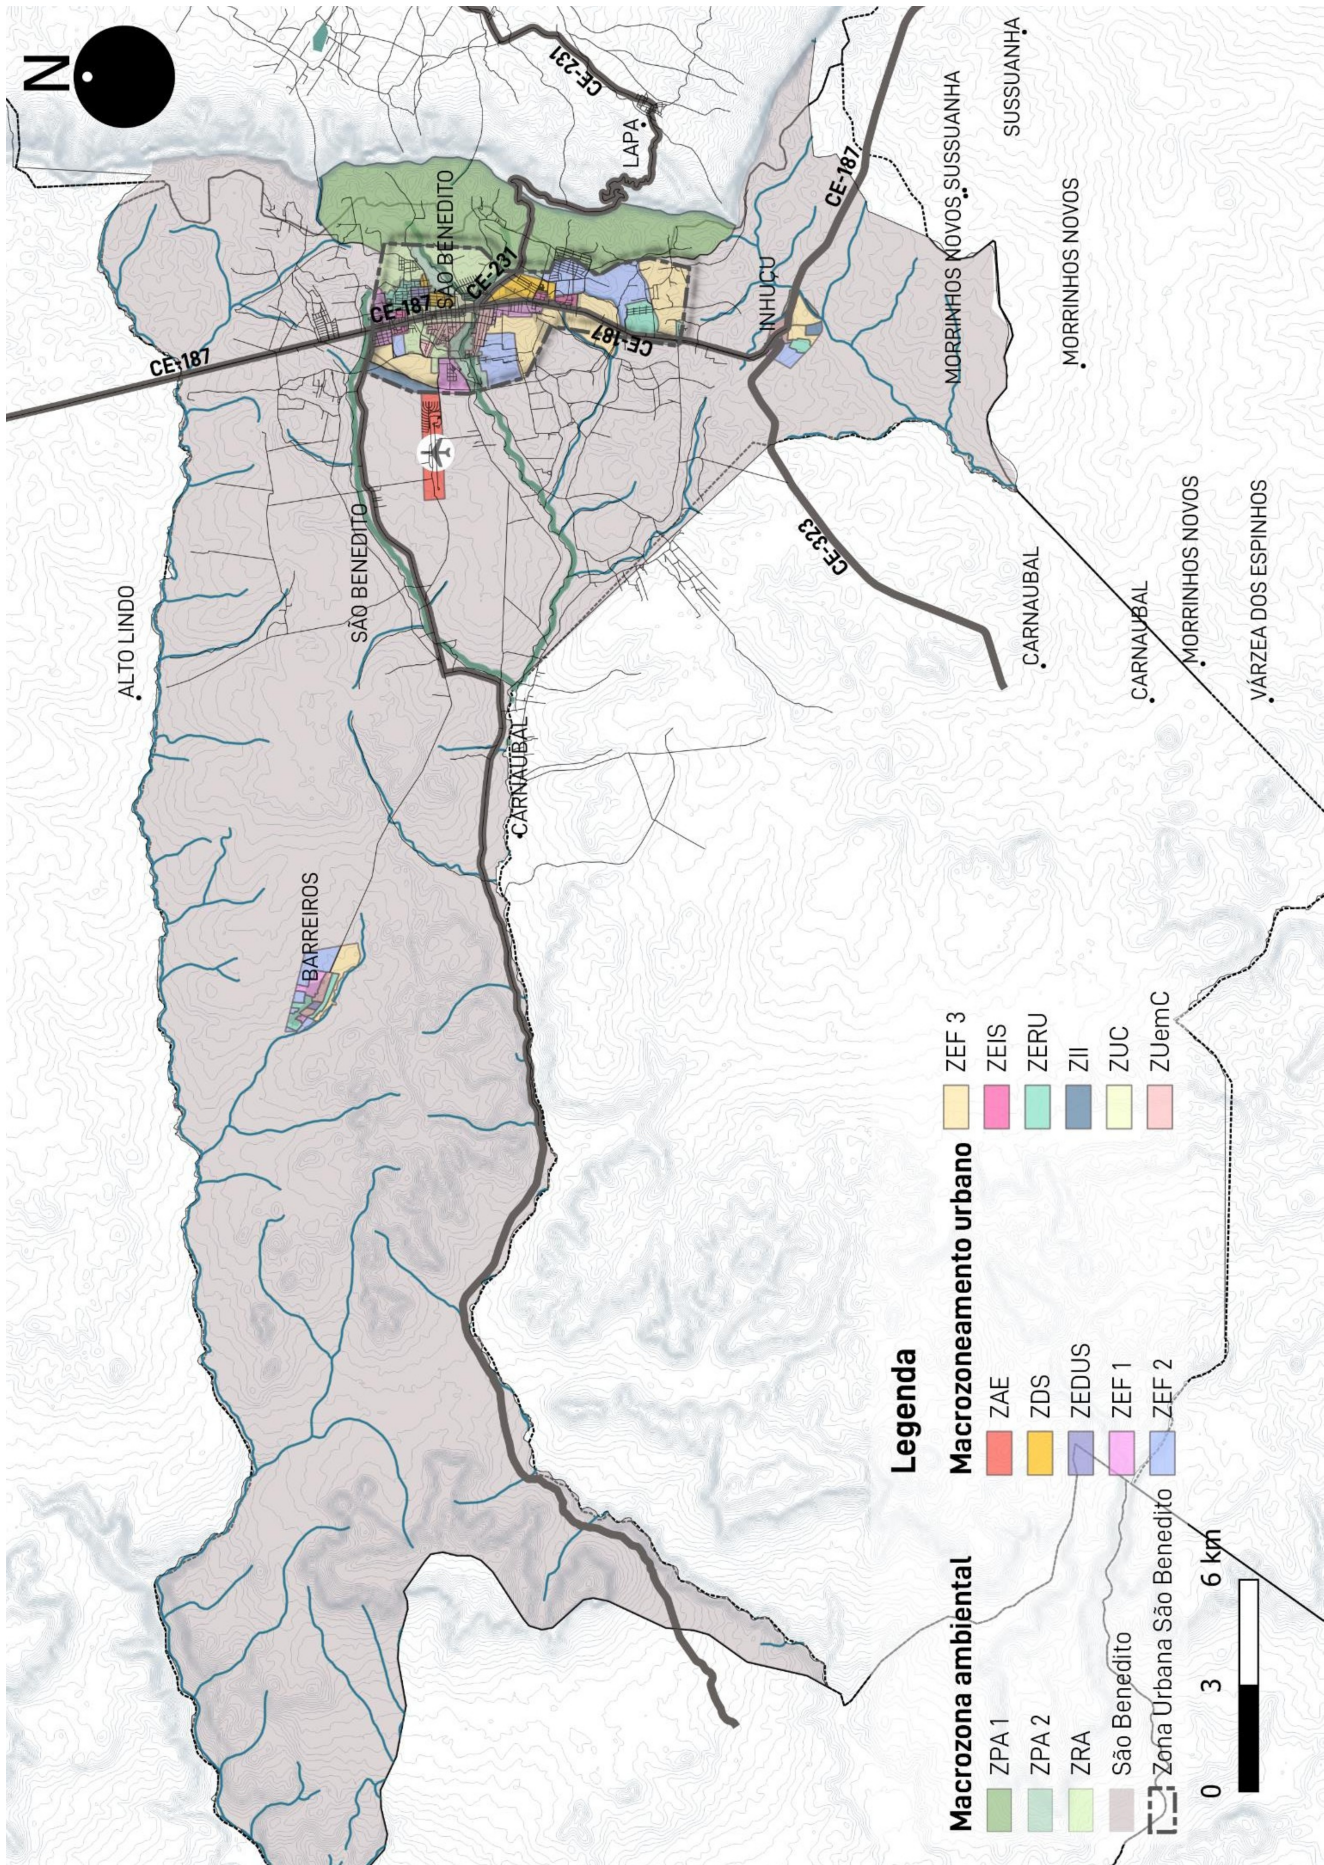 N
CE-231
LAPA
SUSSUANHA
MORRINHOS NOVOS SUSSUANHA
MORRINHOS NOVOS
CE-187
INHUÇU
SÃO BENEDITO
CE-231
CE-187
CE-187
CE-187
SÃO BENEDITO
ALTO LINDO
CE-323
CARNAUBAL
CARNAUBAL
MORRINHOS NOVOS
VÁRZEA DOS ESPINHOS
CARNAUBAL
BARREIROS
Legenda
Macrozona ambiental
ZPA 1
ZPA 2
ZRA
São Benedito
Zona Urbana São Benedito
Macrozoneamento urbano
ZAE
ZDS
ZEDUS
ZEF 1
ZEF 2
ZEF 3
ZEIS
ZERU
ZII
ZUC
ZUemC
0 3 6 km